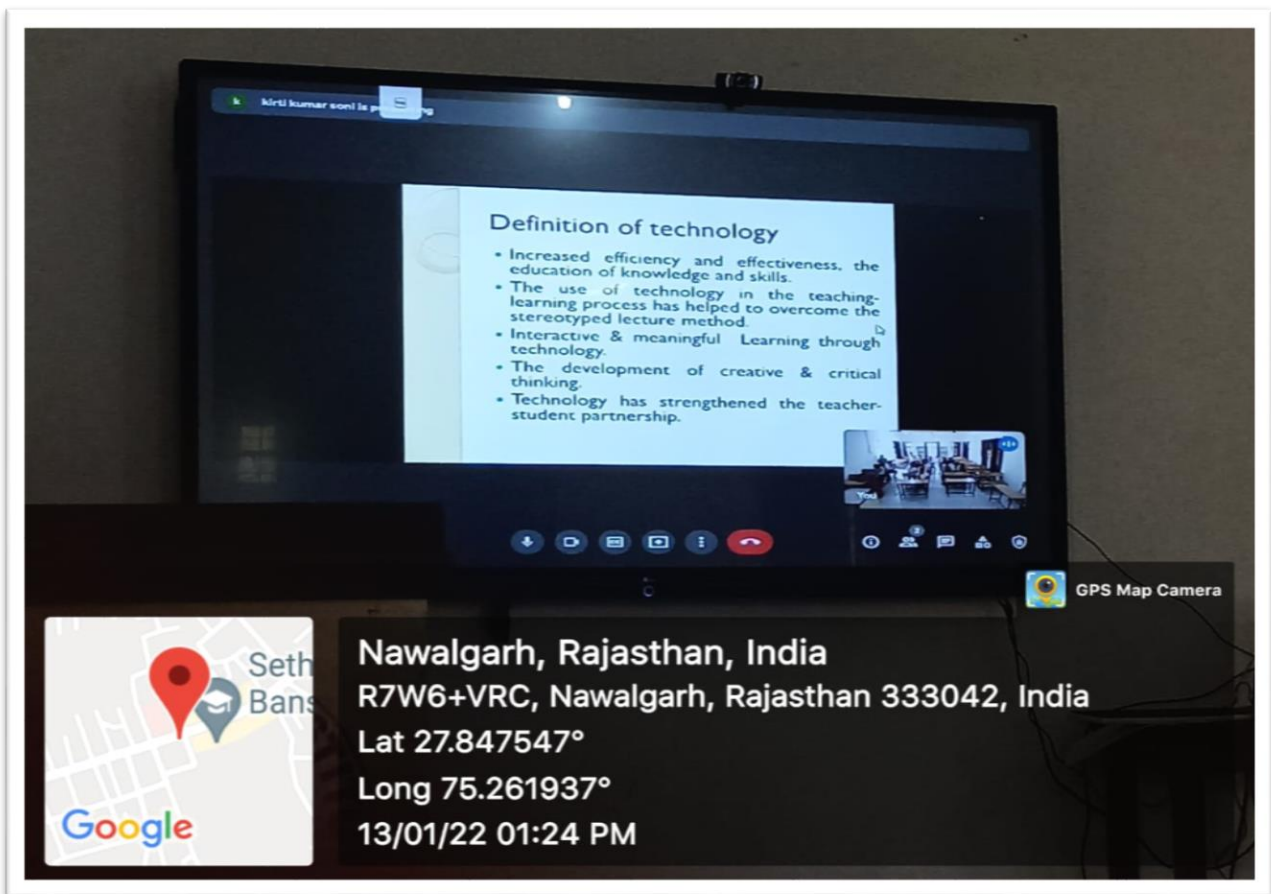 k kirti kumar soni is
Definition of technology
• Increased efficiency and effectiveness, the
education of knowledge and skills.
• The use of technology in the teaching-
learning process has helped to overcome the
stereotyped lecture method.
• Interactive & meaningful Learning through
technology.
• The development of creative & critical
thinking.
• Technology has strengthened the teacher-
student partnership.
You
GPS Map Camera
Seth
Bans
Google
Nawalgarh, Rajasthan, India
R7W6+VRC, Nawalgarh, Rajasthan 333042, India
Lat 27.847547°
Long 75.261937°
13/01/22 01:24 PM